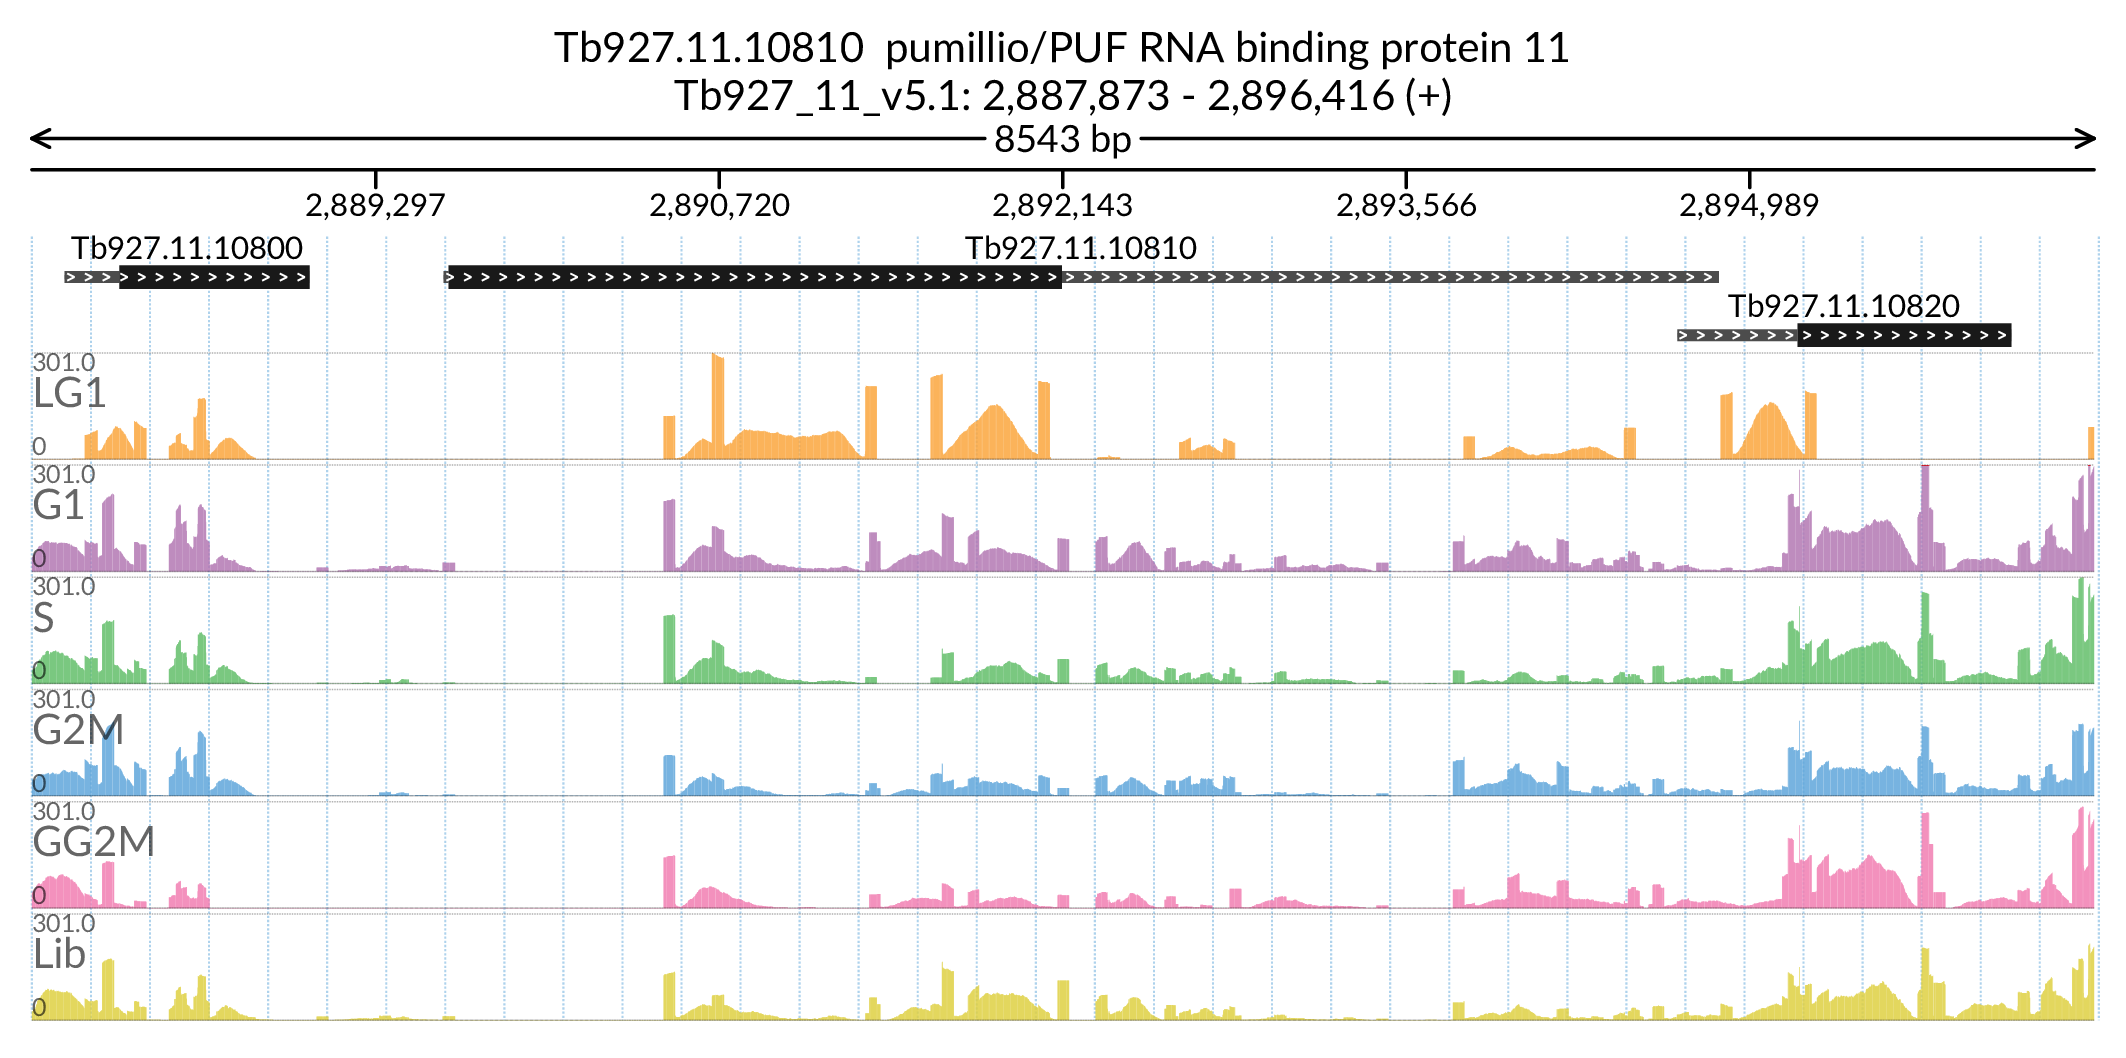 Tb927.11.10810  pumillio/PUF RNA binding protein 11
Tb927_11_v5.1: 2,887,873 - 2,896,416 (+)
8543 bp
2,889,297 2,890,720 2,892,143 2,893,566 2,894,989
Tb927.11.10800 Tb927.11.10810
Tb927.11.10820
301.0
LG1
0
301.0
G1
0
301.0
S
0
301.0
G2M
0
301.0
GG2M
0
301.0
Lib
0